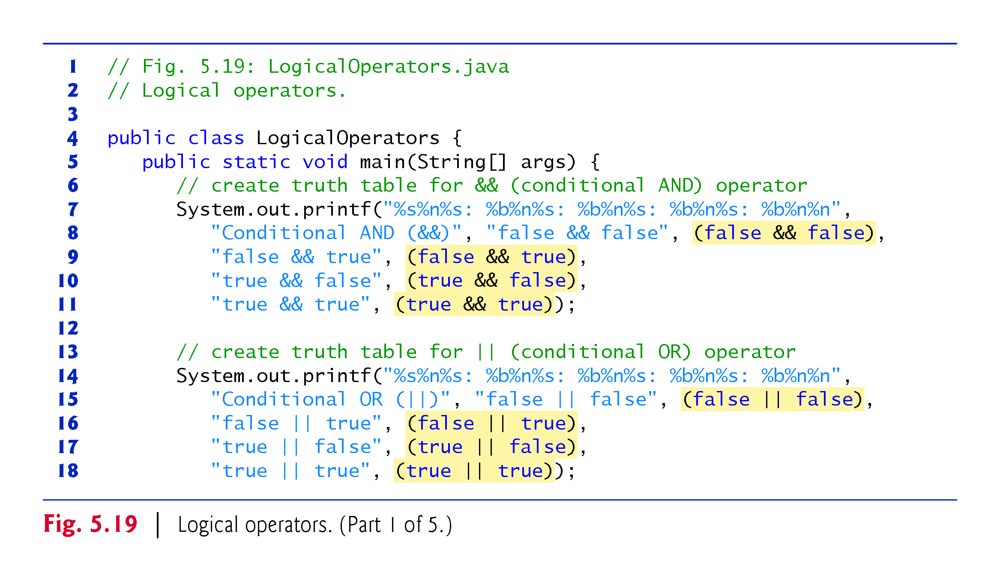 1 // Fig. 5.19: LogicalOperators.java
2 // Logical operators.
3
4 public class LogicalOperators {
5    public static void main(String[] args) {
6       // create truth table for && (conditional AND) operator
7       System.out.printf("%s%n%s: %b%n%s: %b%n%s: %b%n%s: %b%n%n",
8          "Conditional AND (&&)", "false && false", (false && false),
9          "false && true", (false && true),
10          "true && false", (true && false),
11          "true && true", (true && true));
12
13       // create truth table for || (conditional OR) operator
14       System.out.printf("%s%n%s: %b%n%s: %b%n%s: %b%n%s: %b%n%n",
15          "Conditional OR (||)", "false || false", (false || false),
16          "false || true", (false || true),
17          "true || false", (true || false),
18          "true || true", (true || true));
Fig. 5.19 | Logical operators. (Part 1 of 5.)